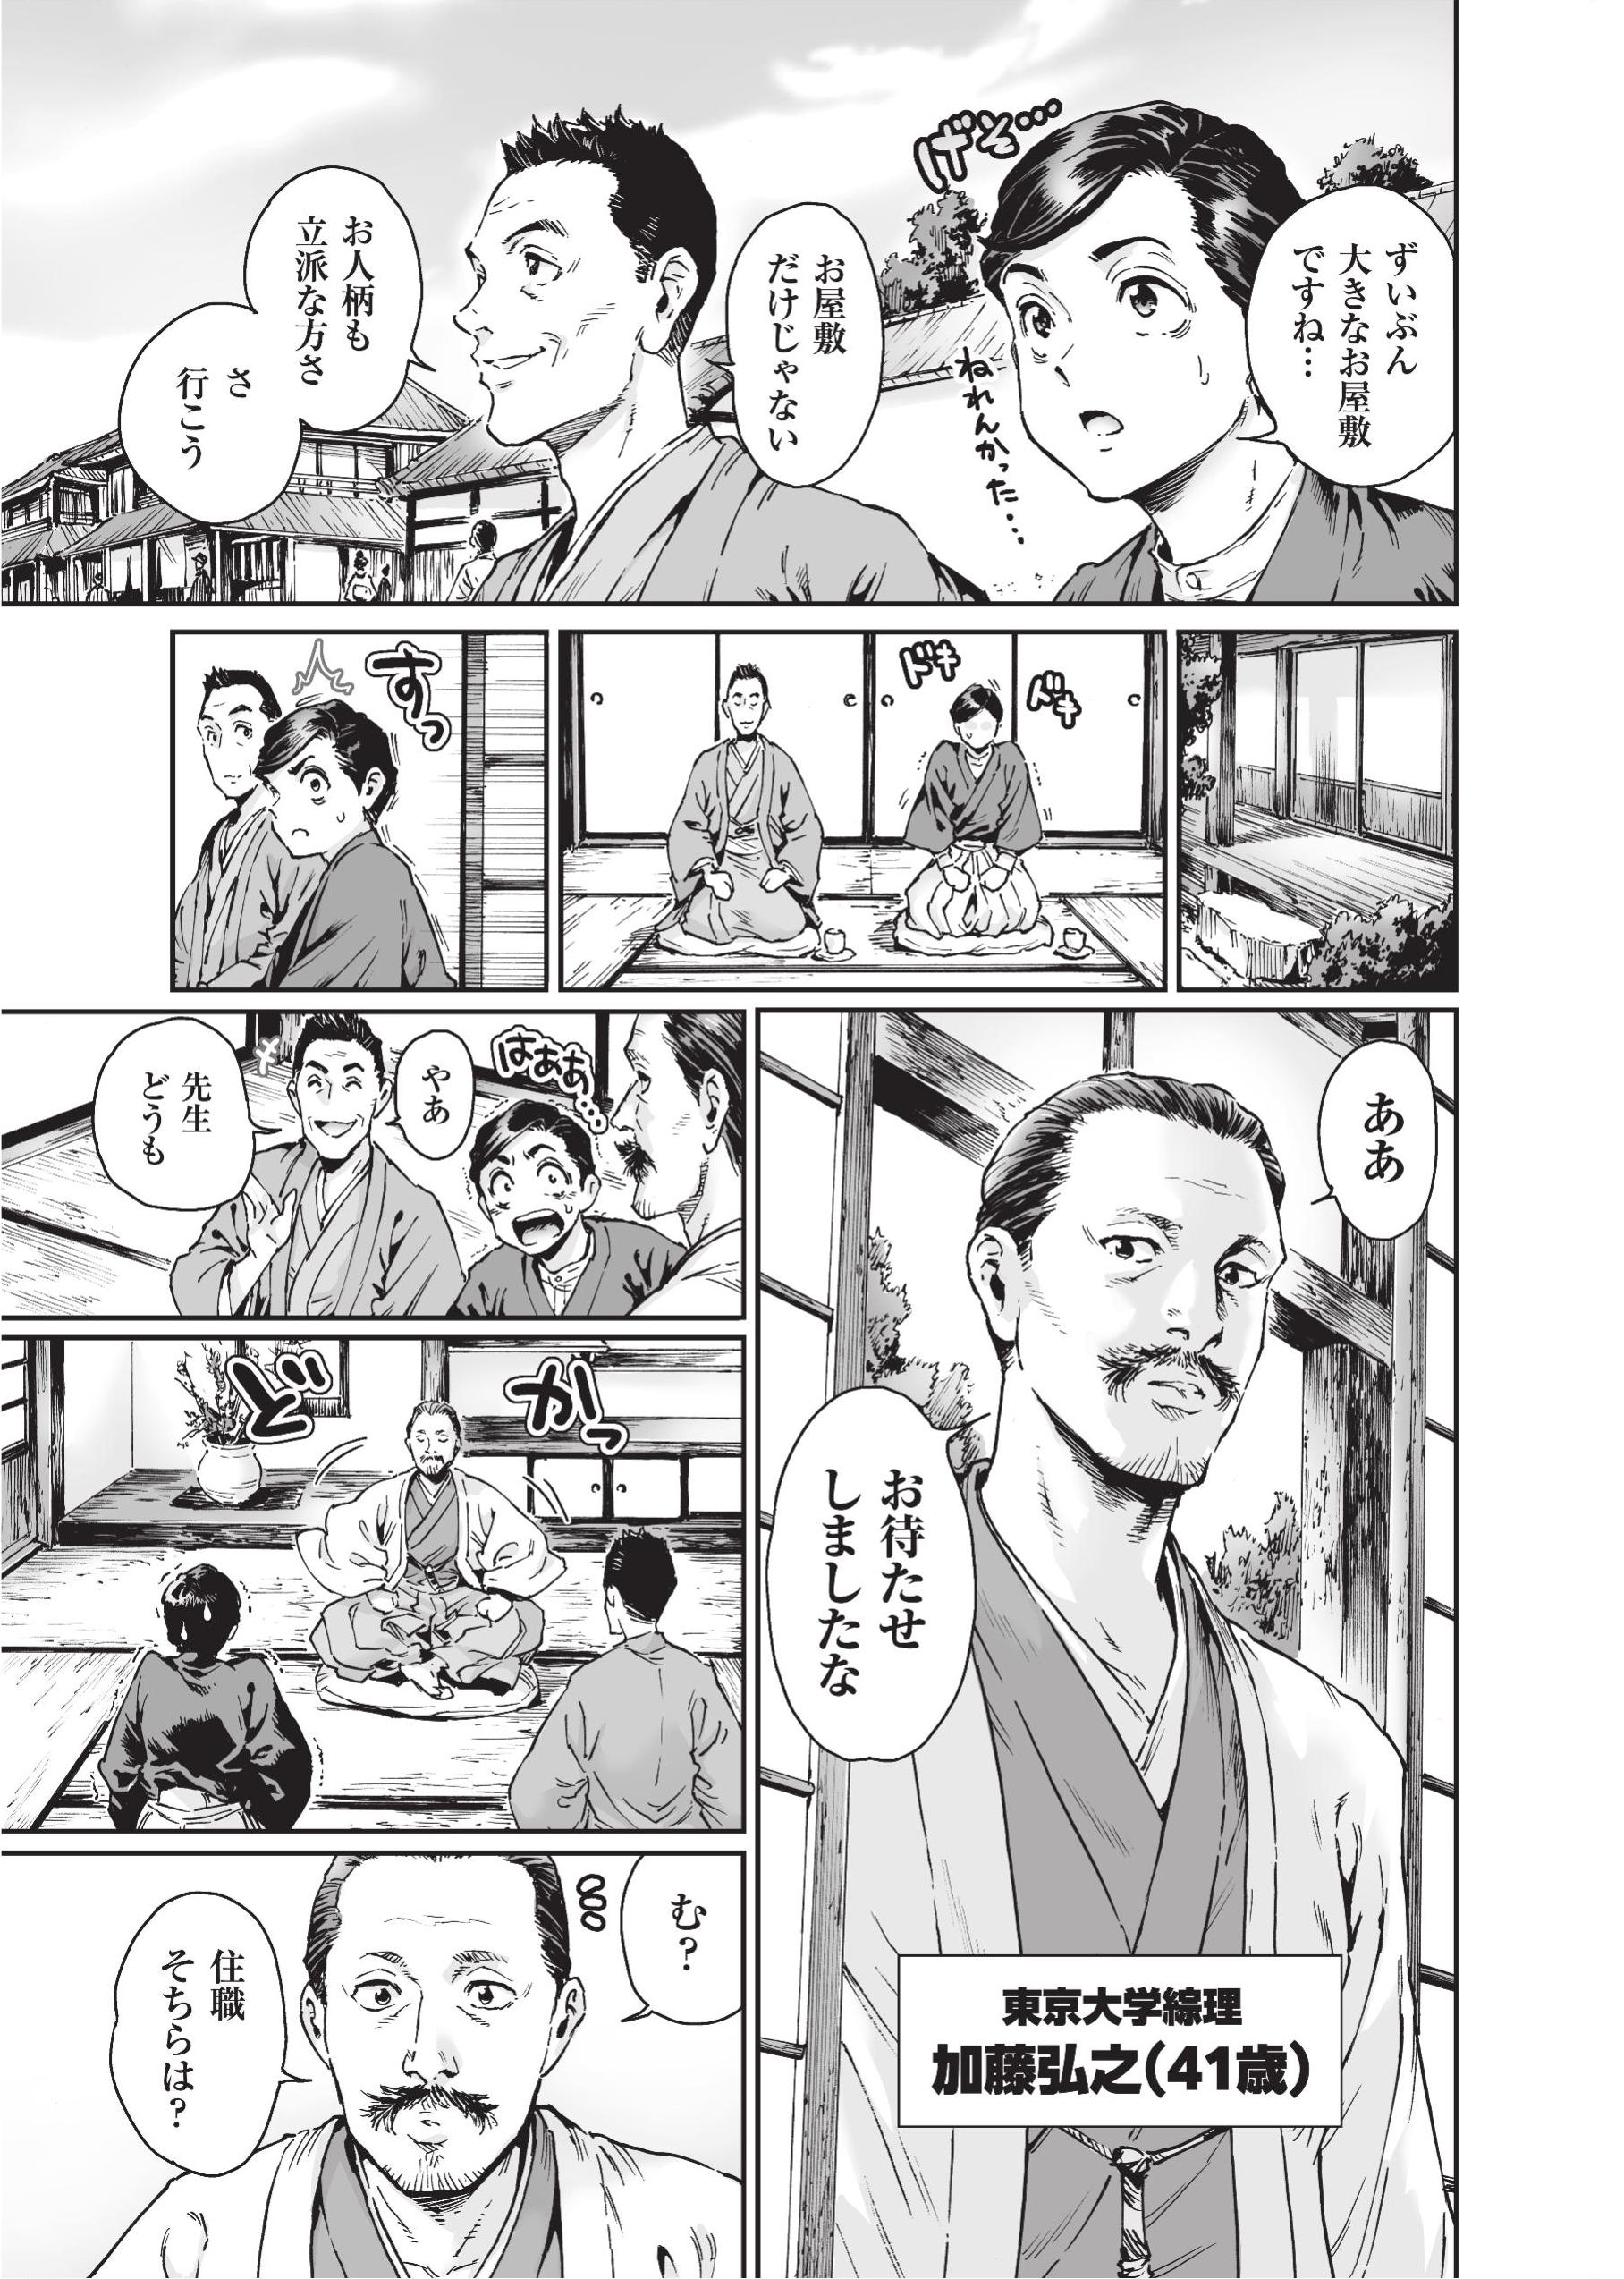 ずいぶん
大きなお屋敷
ですね…
げそ…
ねれんかった…
お屋敷
だけじゃない
お人柄も
立派な方さ
さ
行こう
ドキ
ドキ
すっ
ああ
お待たせ
しましたな
東京大学綜理
加藤弘之（41歳）
はああ…
やあ
先生
どうも
どかっ
む？
住職
そちらは？